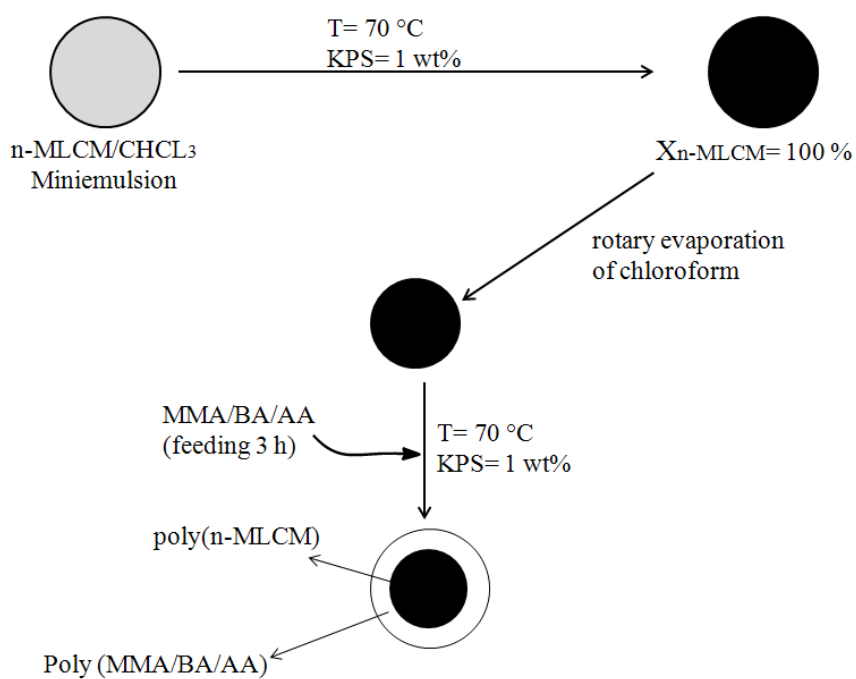 T= 70 °C
KPS= 1 wt%
n-MLCM/CHCL3
Miniemulsion
Xn-MLCM= 100 %
rotary evaporation
of chloroform
MMA/BA/AA
(feeding 3 h)
T= 70 °C
KPS= 1 wt%
poly(n-MLCM)
Poly (MMA/BA/AA)